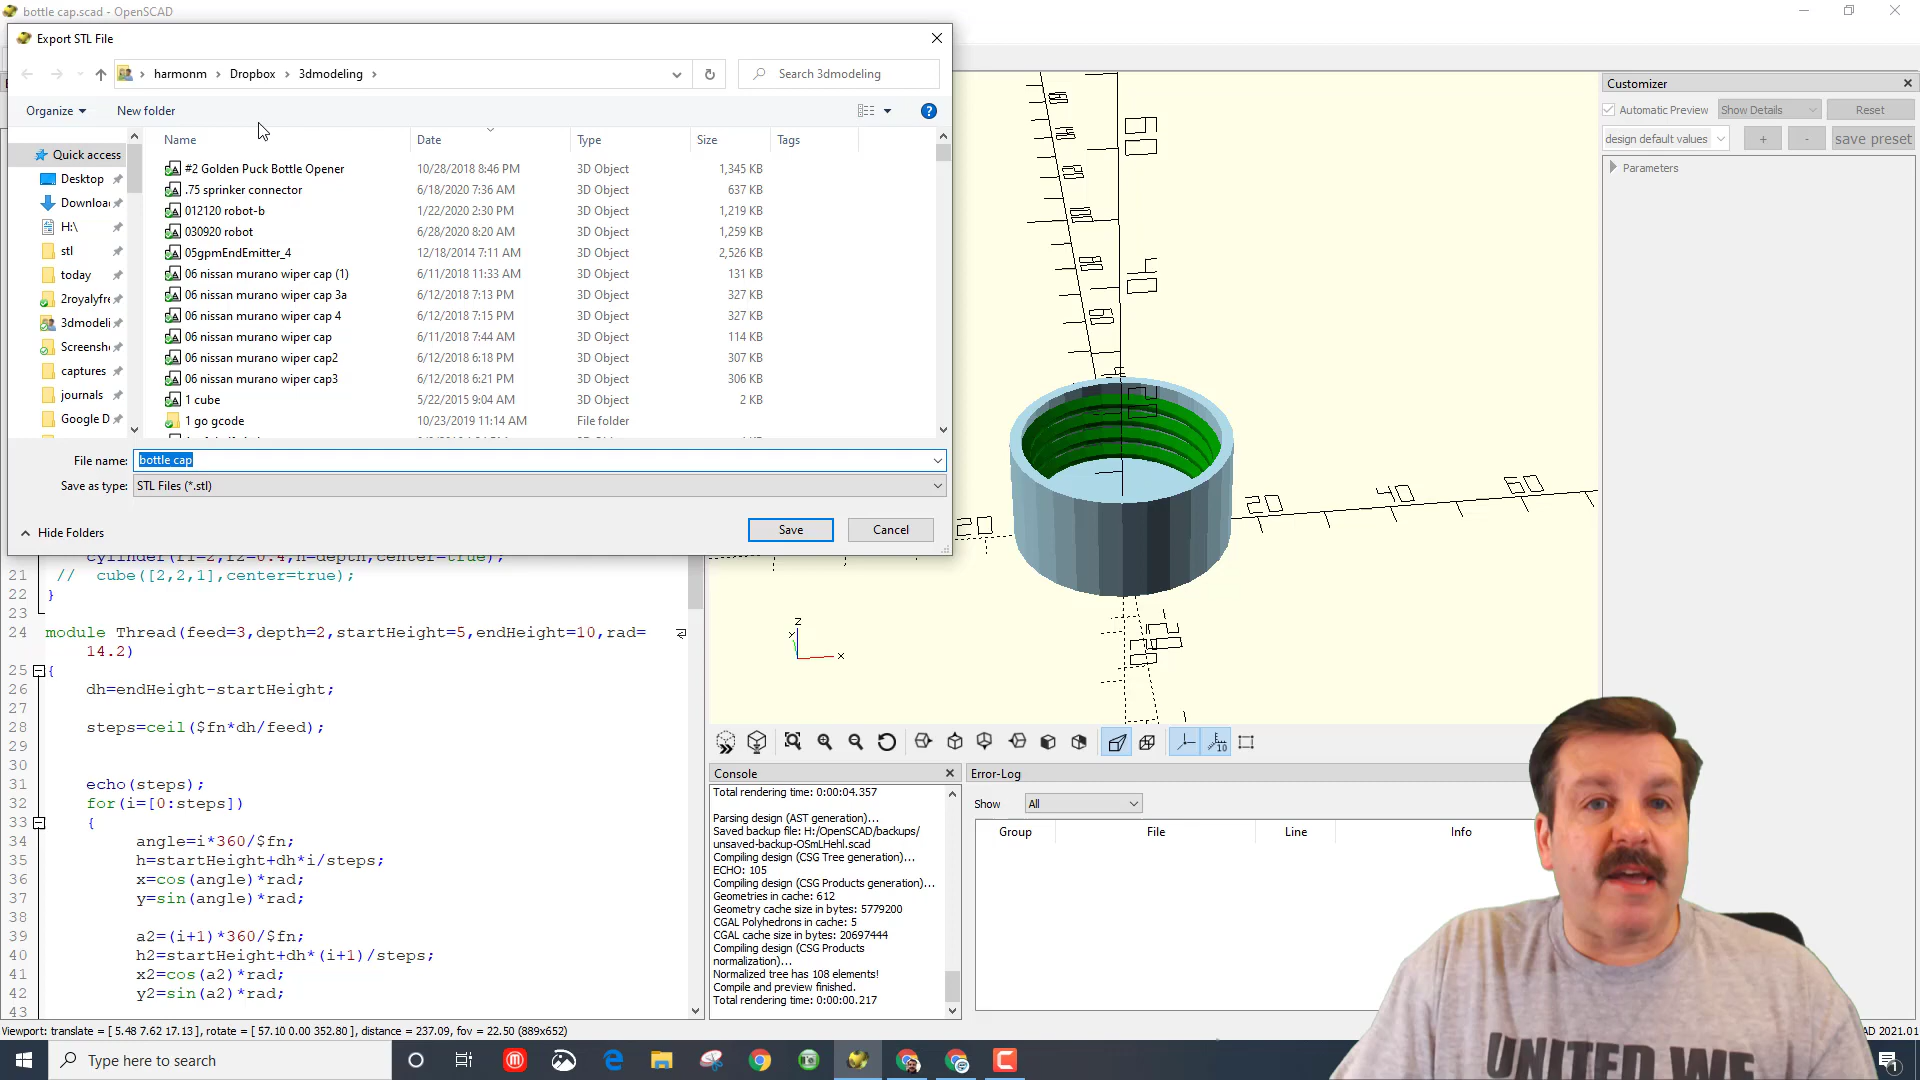 bottle cap.scad - OpenSCAD
Export STL File
harmonm › Dropbox › 3dmodeling ›
Search 3dmodeling
Organize
New folder
Name Date Type Size Tags
#2 Golden Puck Bottle Opener 10/28/2018 8:46 PM 3D Object 1,345 KB
.75 sprinker connector 6/18/2020 7:36 AM 3D Object 637 KB
012120 robot-b 1/22/2020 2:30 PM 3D Object 1,219 KB
030920 robot 6/28/2020 8:20 AM 3D Object 1,259 KB
05gpmEndEmitter_4 12/18/2014 7:11 AM 3D Object 2,526 KB
06 nissan murano wiper cap (1) 6/11/2018 11:33 AM 3D Object 131 KB
06 nissan murano wiper cap 3a 6/12/2018 7:13 PM 3D Object 327 KB
06 nissan murano wiper cap 4 6/12/2018 7:15 PM 3D Object 327 KB
06 nissan murano wiper cap 6/11/2018 7:44 AM 3D Object 114 KB
06 nissan murano wiper cap2 6/12/2018 6:18 PM 3D Object 307 KB
06 nissan murano wiper cap3 6/12/2018 6:21 PM 3D Object 306 KB
1 cube 5/22/2015 9:04 AM 3D Object 2 KB
1 go gcode 10/23/2019 11:14 AM File folder
Quick access
Desktop
Downloa
H:\
stl
today
2royalyfre
3dmodeli
Screensh
captures
journals
Google D
File name: bottle cap
Save as type: STL Files (*.stl)
Hide Folders
Save
Cancel
cylinder(r1=2,r2=0.4,h=depth,center=true);
21 // cube([2,2,1],center=true);
22 }
23
24 module Thread(feed=3,depth=2,startHeight=5,endHeight=10,rad=
14.2)
25 {
26 dh=endHeight-startHeight;
27
28 steps=ceil($fn*dh/feed);
29
30
31 echo(steps);
32 for(i=[0:steps])
33 {
34 angle=i*360/$fn;
35 h=startHeight+dh*i/steps;
36 x=cos(angle)*rad;
37 y=sin(angle)*rad;
38
39 a2=(i+1)*360/$fn;
40 h2=startHeight+dh*(i+1)/steps;
41 x2=cos(a2)*rad;
42 y2=sin(a2)*rad;
43
20
20
40
60
z
y
x
Console
Total rendering time: 0:00:04.357
Parsing design (AST generation)...
Saved backup file: H:/OpenSCAD/backups/
unsaved-backup-OSmLHehl.scad
Compiling design (CSG Tree generation)...
ECHO: 105
Compiling design (CSG Products generation)...
Geometries in cache: 612
Geometry cache size in bytes: 5779200
CGAL Polyhedrons in cache: 5
CGAL cache size in bytes: 20697444
Compiling design (CSG Products
normalization)...
Normalized tree has 108 elements!
Compile and preview finished.
Total rendering time: 0:00:00.217
Error-Log
Show All
Group File Line Info
Customizer
Automatic Preview
Show Details
Reset
design default values
+
-
save preset
Parameters
UNITED WE
Viewport: translate = [ 5.48 7.62 17.13 ], rotate = [ 57.10 0.00 352.80 ], distance = 237.09, fov = 22.50 (889x652)
AD 2021.01
Type here to search
1